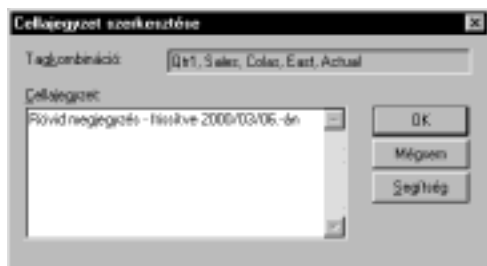 Cellajegyzet szerkesztése
Tagkombináció: Qtr1, Sales, Colas, East, Actual
Cellajegyzet:
Rövid megjegyzés - frissítve 2000/03/06.-án
OK
Mégsem
Segítség